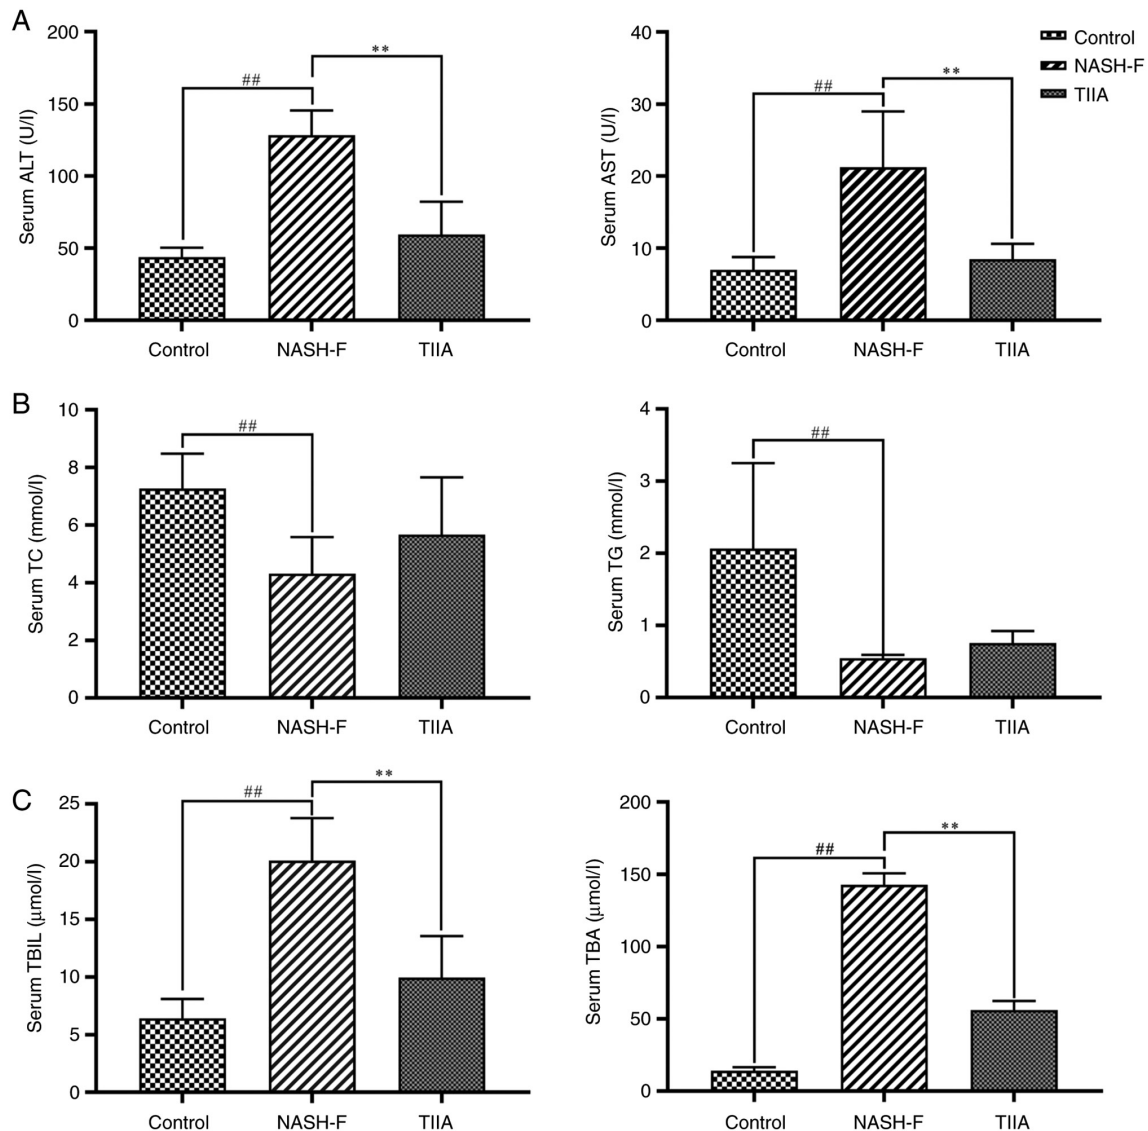 A
200
150
100
50
0
Serum ALT (U/l)
##
**
Control
NASH-F
TIIA
40
30
20
10
0
Serum AST (U/l)
##
**
Control
NASH-F
TIIA
Control
NASH-F
TIIA
B
10
8
6
4
2
0
Serum TC (mmol/l)
##
Control
NASH-F
TIIA
4
3
2
1
0
Serum TG (mmol/l)
##
Control
NASH-F
TIIA
C
25
20
15
10
5
0
Serum TBIL (μmol/l)
##
**
Control
NASH-F
TIIA
200
150
100
50
0
Serum TBA (μmol/l)
##
**
Control
NASH-F
TIIA